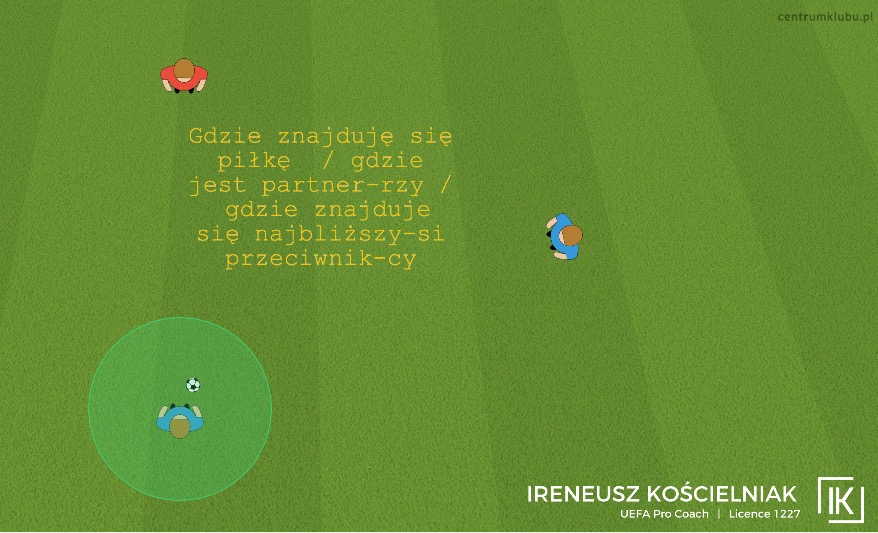 centrumklubu.pl
Gdzie znajduję się
piłkę / gdzie
jest partner-rzy /
gdzie znajduje
się najbliższy-si
przeciwnik-cy
IRENEUSZ KOŚCIELNIAK
UEFA Pro Coach | Licence 1227
IK